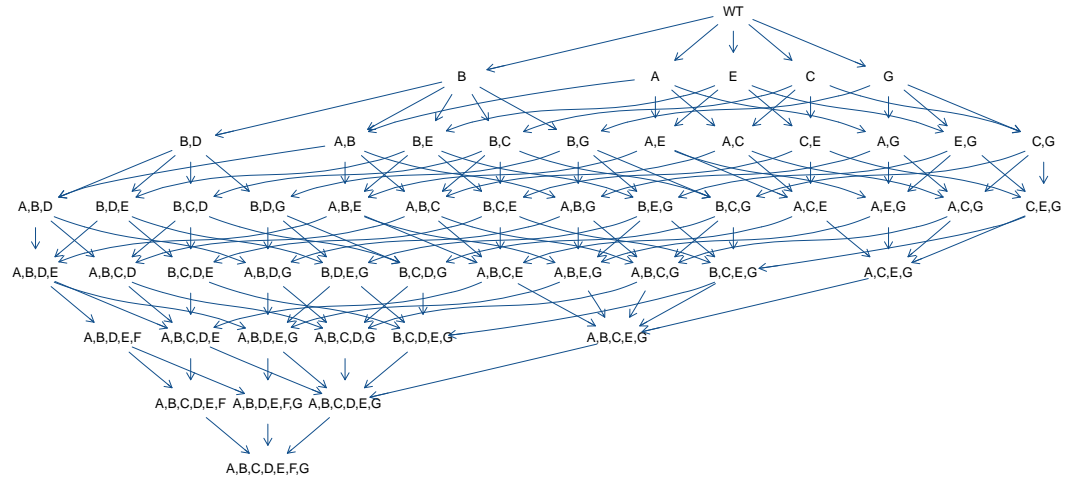 WT
B A E C G
B,D A,B B,E B,C B,G A,E A,C C,E A,G E,G C,G
A,B,D B,D,E B,C,D B,D,G A,B,E A,B,C B,C,E A,B,G B,E,G B,C,G A,C,E A,E,G A,C,G C,E,G
A,B,D,E A,B,C,D B,C,D,E A,B,D,G B,D,E,G B,C,D,G A,B,C,E A,B,E,G A,B,C,G B,C,E,G A,C,E,G
A,B,D,E,F A,B,C,D,E A,B,D,E,G A,B,C,D,G B,C,D,E,G A,B,C,E,G
A,B,C,D,E,F A,B,D,E,F,G A,B,C,D,E,G
A,B,C,D,E,F,G